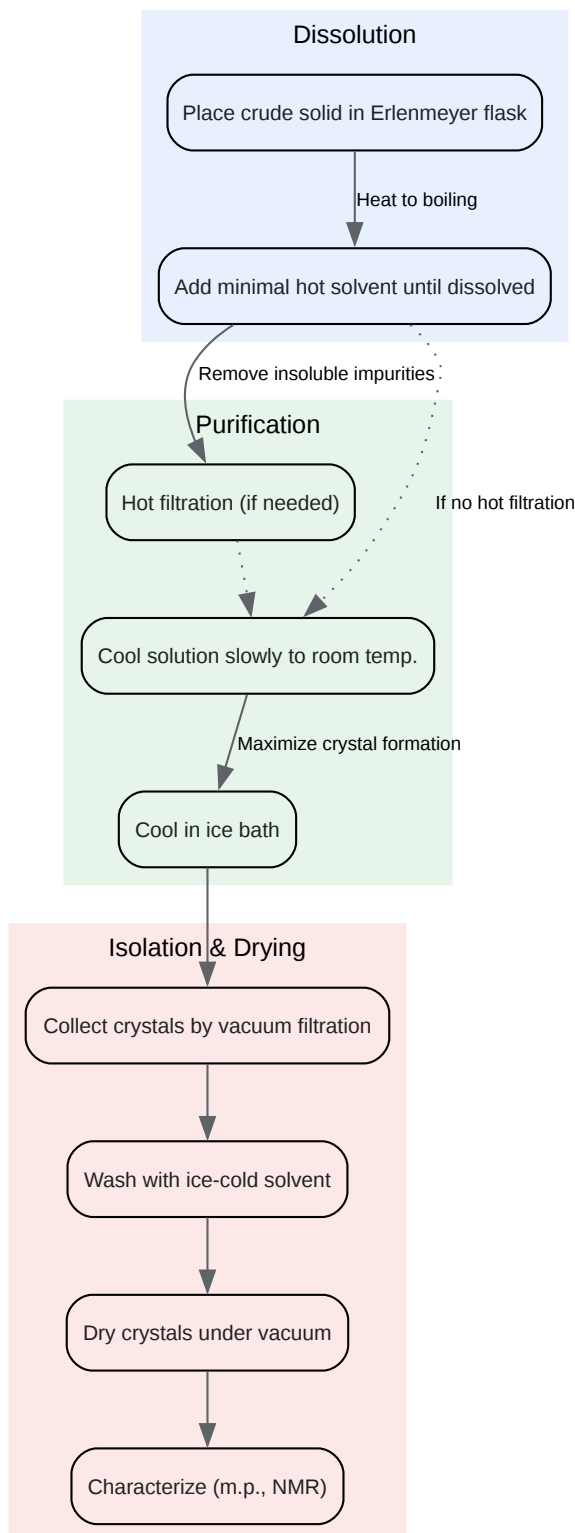 Dissolution
Place crude solid in Erlenmeyer flask
Heat to boiling
Add minimal hot solvent until dissolved
Remove insoluble impurities
Purification
Hot filtration (if needed)
If no hot filtration
Cool solution slowly to room temp.
Maximize crystal formation
Cool in ice bath
Isolation & Drying
Collect crystals by vacuum filtration
Wash with ice-cold solvent
Dry crystals under vacuum
Characterize (m.p., NMR)